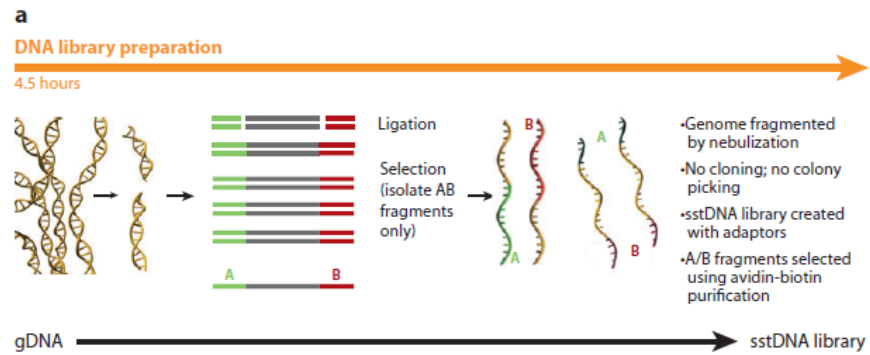 a
DNA library preparation
4.5 hours
Ligation
Selection
(isolate AB
fragments
only)
A
B
B
A
A
B
•Genome fragmented
by nebulization
•No cloning; no colony
picking
•sstDNA library created
with adaptors
•A/B fragments selected
using avidin-biotin
purification
gDNA
sstDNA library